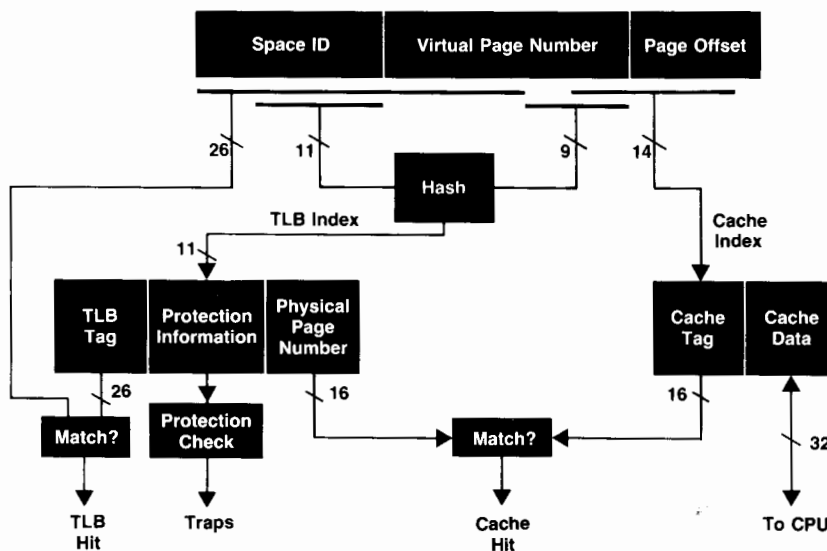 Space ID
Virtual Page Number
Page Offset
26
11
9
14
Hash
TLB Index
Cache
Index
11
TLB
Tag
Protection
Information
Physical
Page
Number
Cache
Tag
Cache
Data
26
16
16
32
Match?
Protection
Check
Match?
TLB
Hit
Traps
Cache
Hit
To CPU